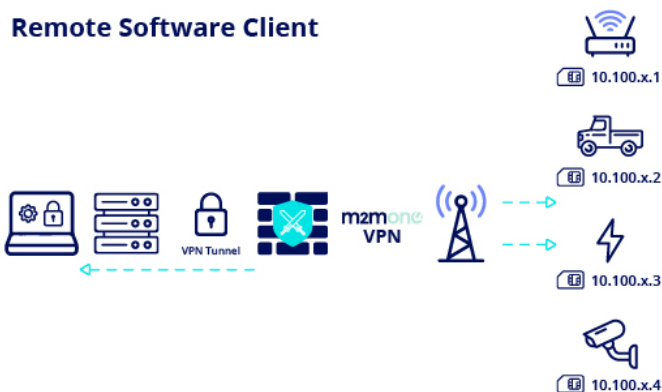 Remote Software Client
10.100.x.1
10.100.x.2
VPN Tunnel
m2mone
VPN
10.100.x.3
10.100.x.4